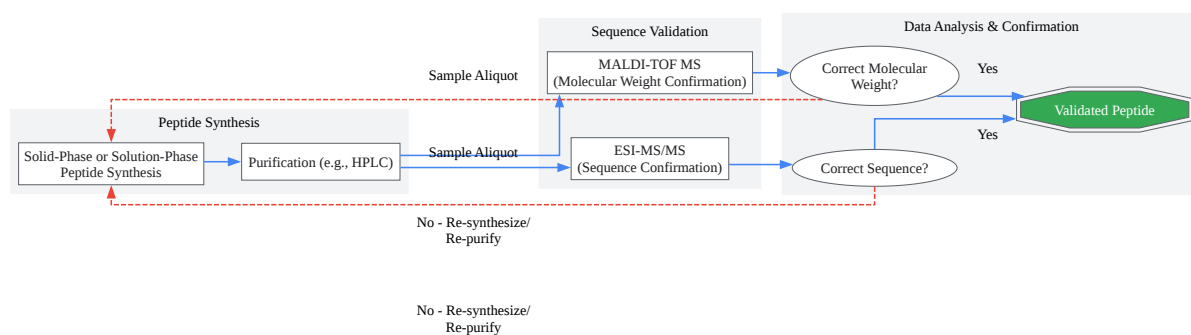 Data Analysis & Confirmation
Sequence Validation
MALDI-TOF MS
(Molecular Weight Confirmation)
Correct Molecular
Weight?
Yes
Sample Aliquot
Validated Peptide
Peptide Synthesis
Solid-Phase or Solution-Phase
Peptide Synthesis
Purification (e.g., HPLC)
Sample Aliquot
ESI-MS/MS
(Sequence Confirmation)
Correct Sequence?
Yes
No - Re-synthesize/
Re-purify
No - Re-synthesize/
Re-purify